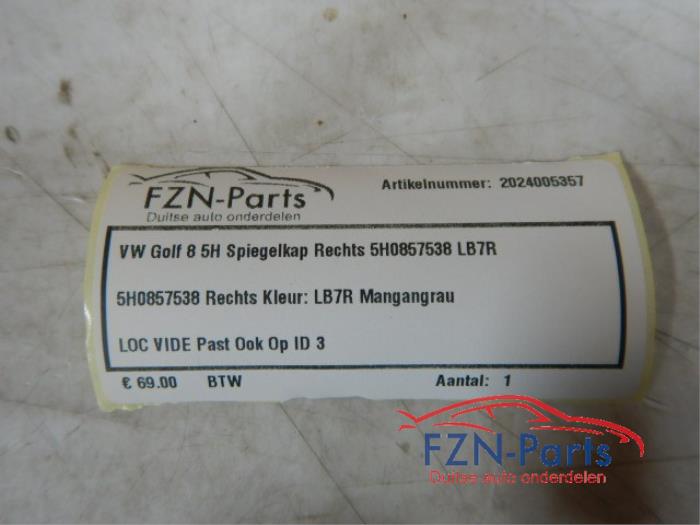 FZN-Parts
Duitse auto onderdelen
Artikelnummer: 2024005357
VW Golf 8 5H Spiegelkap Rechts 5H0857538 LB7R
5H0857538 Rechts Kleur: LB7R Mangangrau
LOC VIDE Past Ook Op ID 3
€ 69.00 BTW Aantal: 1
FZN-Parts
Duitse auto onderdelen